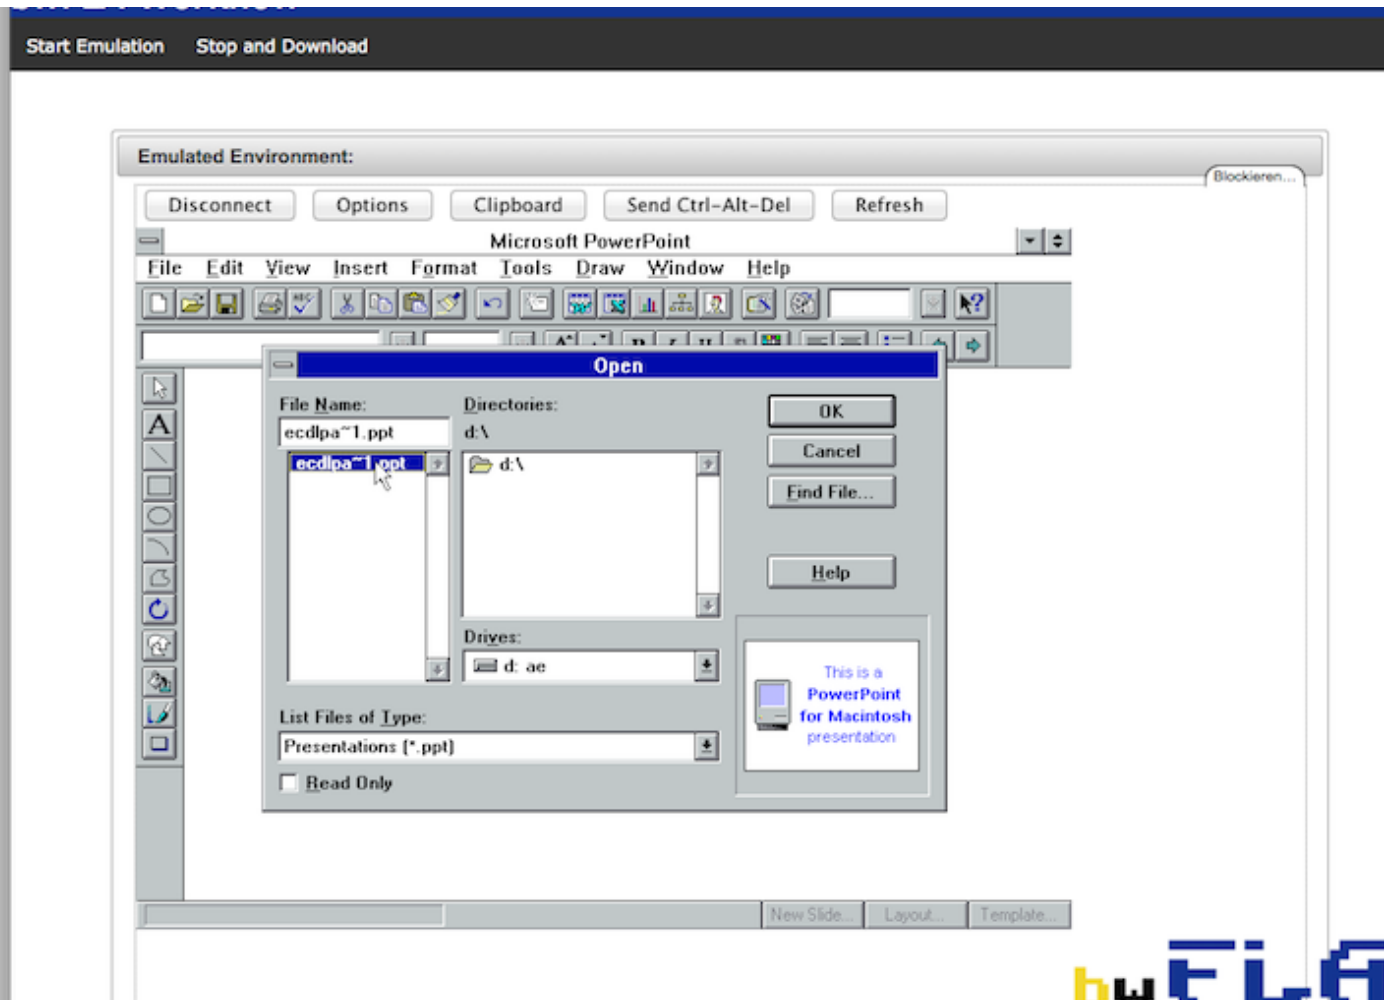 Start Emulation Stop and Download
Emulated Environment:
Blockieren...
Disconnect Options Clipboard Send Ctrl-Alt-Del Refresh
Microsoft PowerPoint
File Edit View Insert Format Tools Draw Window Help
Open
File Name:
ecdlpa~1.ppt
ecdlpa~1.ppt
Directories:
d:\
d:\
OK
Cancel
Find File...
Help
Drives:
d: ae
List Files of Type:
Presentations (*.ppt)
Read Only
This is a
PowerPoint
for Macintosh
presentation
New Slide... Layout... Template...
bw